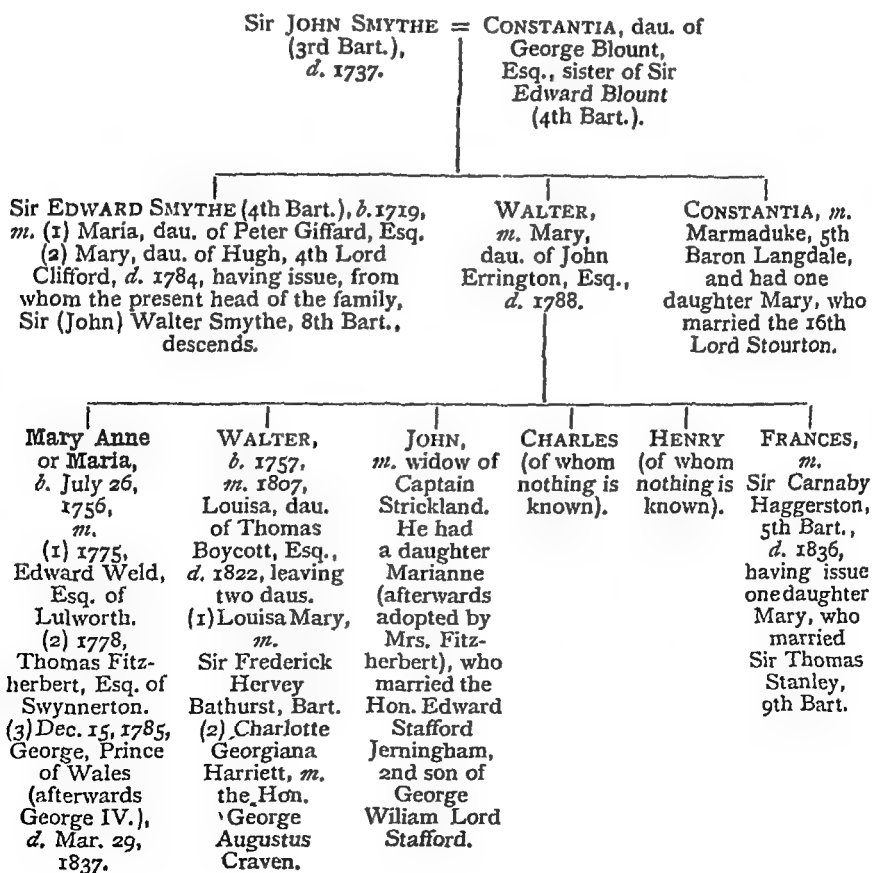 Sir JOHN SMYTHE = CONSTANTIA, dau. of
(3rd Bart.), George Blount,
d. 1737. Esq., sister of Sir
Edward Blount
(4th Bart.).
Sir EDWARD SMYTHE (4th Bart.), b. 1719,
m. (1) Maria, dau. of Peter Giffard, Esq.
(2) Mary, dau. of Hugh, 4th Lord
Clifford, d. 1784, having issue, from
whom the present head of the family,
Sir (John) Walter Smythe, 8th Bart.,
descends.
WALTER,
m. Mary,
dau. of John
Errington, Esq.,
d. 1788.
CONSTANTIA, m.
Marmaduke, 5th
Baron Langdale,
and had one
daughter Mary, who
married the 16th
Lord Stourton.
Mary Anne
or Maria,
b. July 26,
1756,
m.
(1) 1775,
Edward Weld,
Esq. of
Lulworth.
(2) 1778,
Thomas Fitz-
herbert, Esq. of
Swynnerton.
(3) Dec. 15, 1785,
George, Prince
of Wales
(afterwards
George IV.),
d. Mar. 29,
1837.
WALTER,
b. 1757,
m. 1807,
Louisa, dau.
of Thomas
Boycott, Esq.,
d. 1822, leaving
two daus.
(1) Louisa Mary,
m.
Sir Frederick
Hervey
Bathurst, Bart.
(2) Charlotte
Georgiana
Harriett, m.
the Hon.
George
Augustus
Craven.
JOHN,
m. widow of
Captain
Strickland.
He had
a daughter
Marianne
(afterwards
adopted by
Mrs. Fitz-
herbert), who
married the
Hon. Edward
Stafford
Jerningham,
2nd son of
George
Wiliam Lord
Stafford.
CHARLES
(of whom
nothing is
known).
HENRY
(of whom
nothing is
known).
FRANCES,
m.
Sir Carnaby
Haggerston,
5th Bart.,
d. 1836,
having issue
one daughter
Mary, who
married
Sir Thomas
Stanley,
9th Bart.